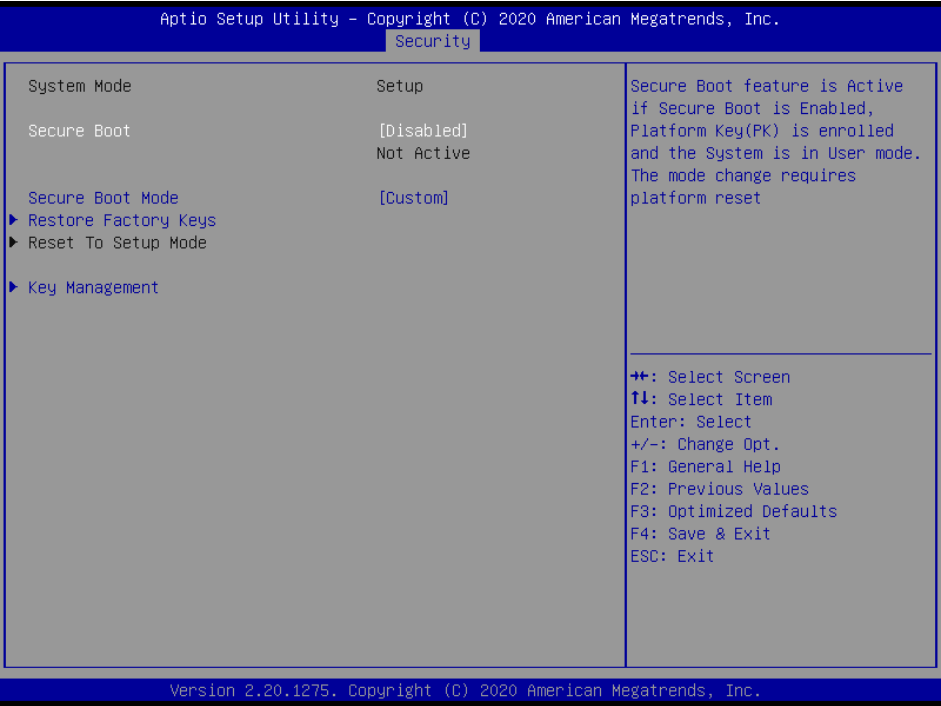 Aptio Setup Utility – Copyright (C) 2020 American Megatrends, Inc.
Security
System Mode Setup
Secure Boot [Disabled]
Not Active
Secure Boot Mode [Custom]
Restore Factory Keys
Reset To Setup Mode
Key Management
Secure Boot feature is Active
if Secure Boot is Enabled,
Platform Key(PK) is enrolled
and the System is in User mode.
The mode change requires
platform reset
→←: Select Screen
↑↓: Select Item
Enter: Select
+/-: Change Opt.
F1: General Help
F2: Previous Values
F3: Optimized Defaults
F4: Save & Exit
ESC: Exit
Version 2.20.1275. Copyright (C) 2020 American Megatrends, Inc.